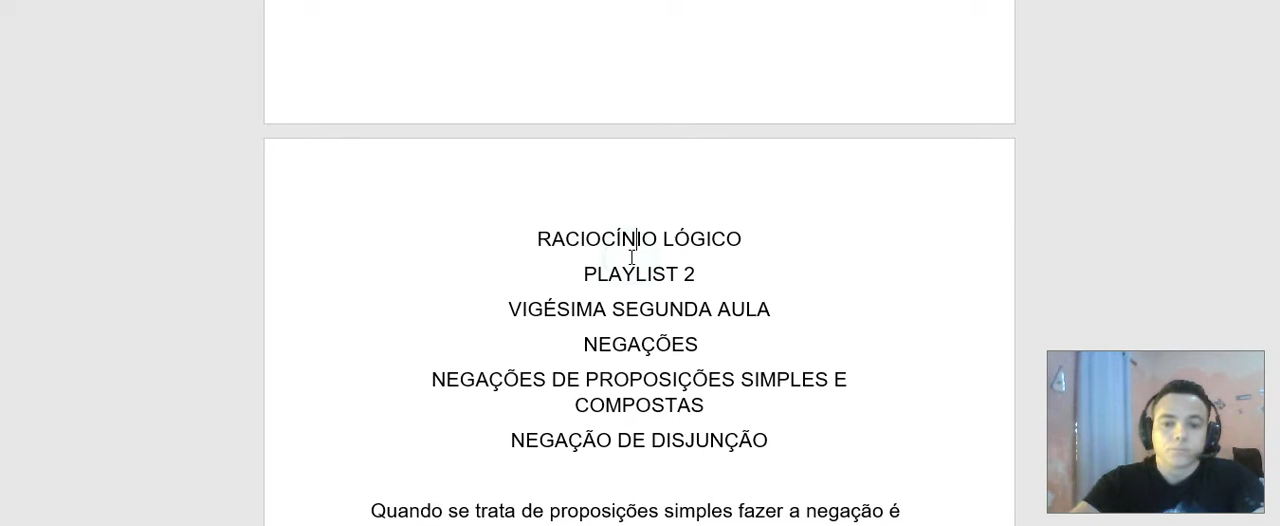 RACIOCÍNIO LÓGICO
PLAYLIST 2
VIGÉSIMA SEGUNDA AULA
NEGAÇÕES
NEGAÇÕES DE PROPOSIÇÕES SIMPLES E
COMPOSTAS
NEGAÇÃO DE DISJUNÇÃO
Quando se trata de proposições simples fazer a negação é